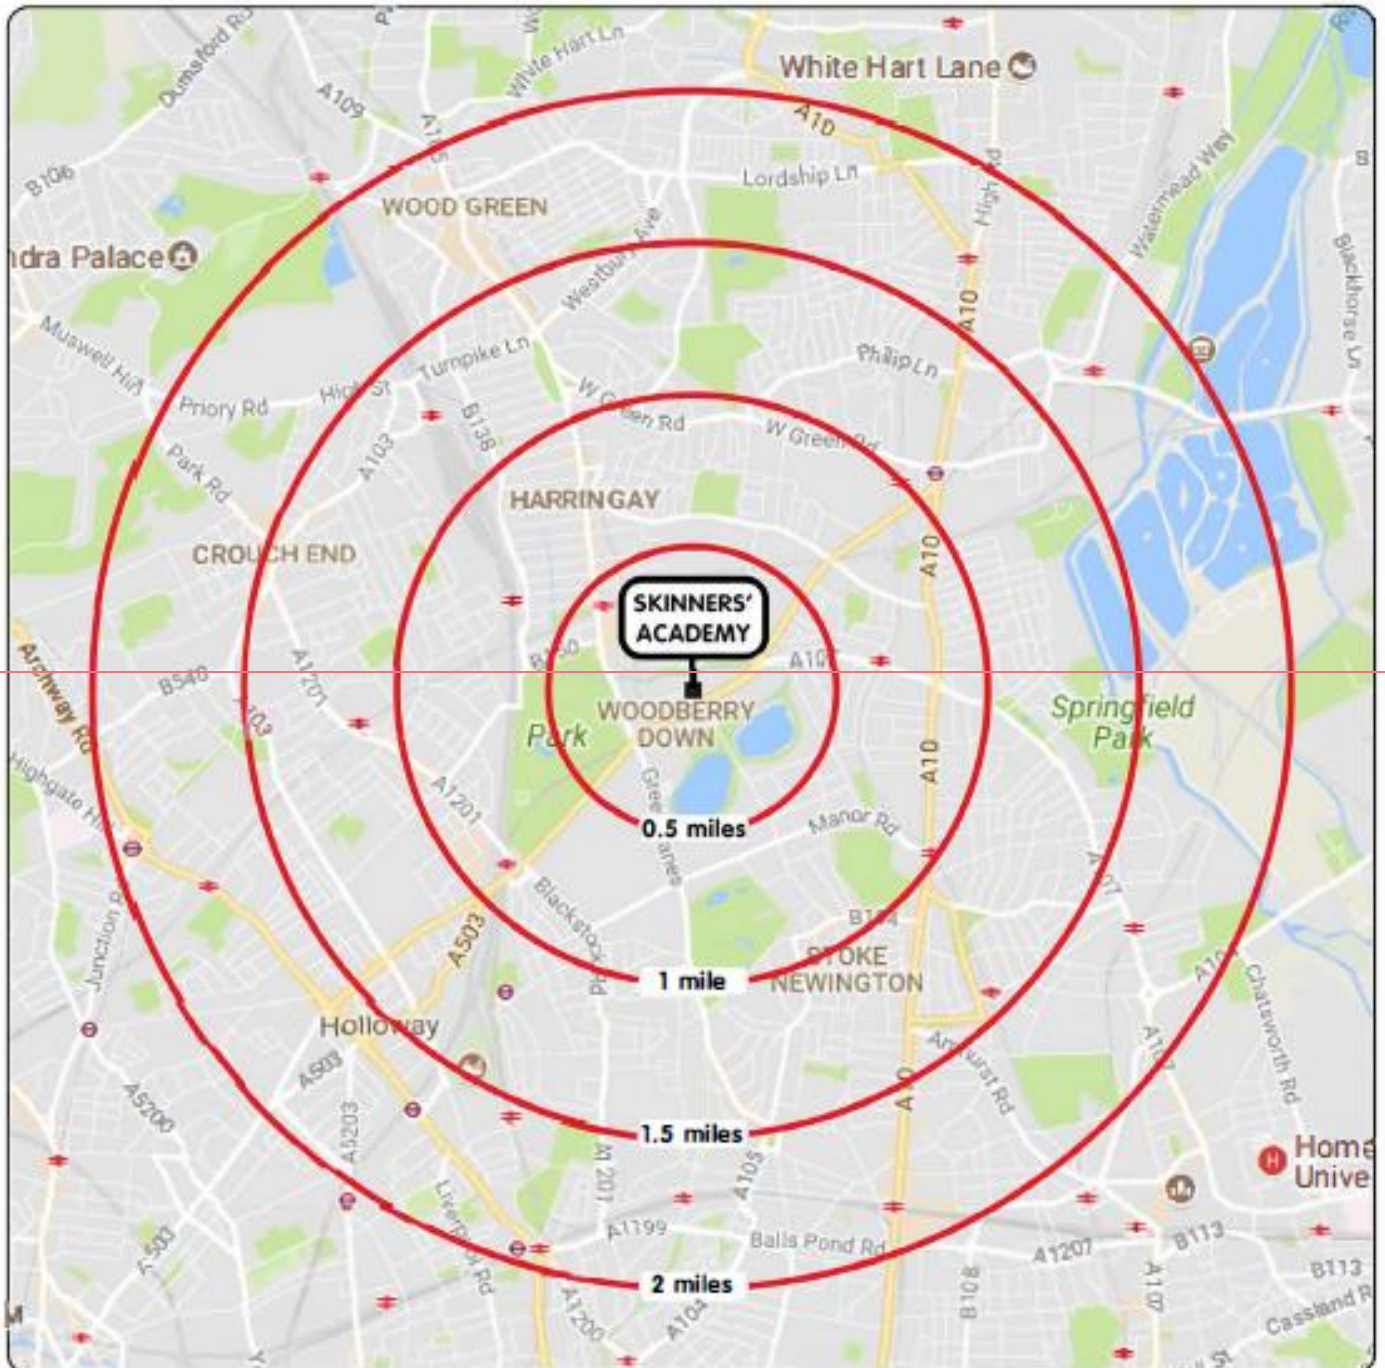 Durnsford Rd
White Hart Ln
White Hart Lane
A109
A105
A10
B106
Lordship Ln
High Rd
Watermead Way
WOOD GREEN
ndra Palace
Westbury Ave
Blackhorse Ln
A10
Muswell Hill
Turnpike Ln
Philip Ln
High St
Priory Rd
W Green Rd
W Green Rd
B138
A103
Park Rd
HARRINGAY
CROUCH END
A10
SKINNERS'
ACADEMY
Archway Rd
B540
A1201
A103
WOODBERRY
DOWN
Park
Springfield
Park
A10
Highgate Hill
A1201
0.5 miles
Manor Rd
A107
Blackstock Rd
A503
Junction R
STOKE
NEWINGTON
1 mile
Chatsworth Rd
Holloway
A503
Amhurst Rd
A107
A10
A5200
A5203
1.5 miles
A1201
A105
Home
Unive
Liverpool Rd
A1199
Balls Pond Rd
A1207
B113
A503
2 miles
B113
B108
A107
A1200
A104
Cassland R